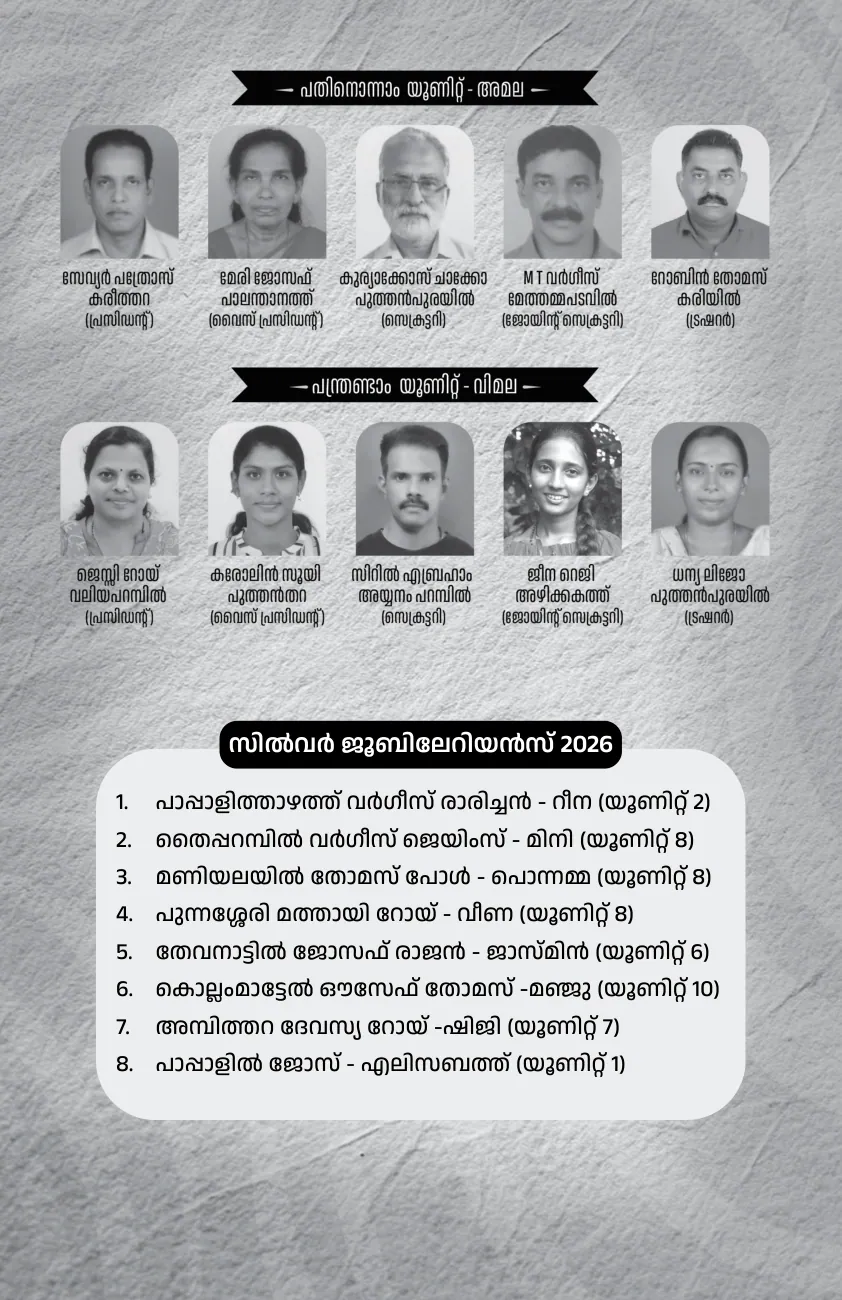 പതിനൊന്നാം യൂണിറ്റ് - അമല
സേവ്യർ പത്രോസ്
കരീത്തറ
(പ്രസിഡന്റ്)
മേരി ജോസഫ്
പാലന്താനത്ത്
(വൈസ് പ്രസിഡന്റ്)
കുര്യാക്കോസ് ചാക്കോ
പുത്തൻപുരയിൽ
(സെക്രട്ടറി)
M T വർഗീസ്
മേത്തമ്മപടവിൽ
(ജോയിന്റ് സെക്രട്ടറി)
റോബിൻ തോമസ്
കരിയിൽ
(ട്രഷറർ)
പന്ത്രണ്ടാം യൂണിറ്റ് - വിമല
ജെസ്സി റോയ്
വലിയപറമ്പിൽ
(പ്രസിഡന്റ്)
കരോലിൻ സൂയി
പുത്തൻതറ
(വൈസ് പ്രസിഡന്റ്)
സിറിൽ എബ്രഹാം
അയ്യനം പറമ്പിൽ
(സെക്രട്ടറി)
ജീന റെജി
അഴിക്കകത്ത്
(ജോയിന്റ് സെക്രട്ടറി)
ധന്യ ലിജോ
പുത്തൻപുരയിൽ
(ട്രഷറർ)
സിൽവർ ജൂബിലേറിയൻസ് 2026
1. പാപ്പാളിത്താഴത്ത് വർഗീസ് രാരിച്ചൻ - റീന (യൂണിറ്റ് 2)
2. തൈപ്പറമ്പിൽ വർഗീസ് ജെയിംസ് - മിനി (യൂണിറ്റ് 8)
3. മണിയലയിൽ തോമസ് പോൾ - പൊന്നമ്മ (യൂണിറ്റ് 8)
4. പുന്നശ്ശേരി മത്തായി റോയ് - വീണ (യൂണിറ്റ് 8)
5. തേവനാട്ടിൽ ജോസഫ് രാജൻ - ജാസ്മിൻ (യൂണിറ്റ് 6)
6. കൊല്ലംമാട്ടേൽ ഔസേഫ് തോമസ് -മഞ്ജു (യൂണിറ്റ് 10)
7. അമ്പിത്തറ ദേവസ്യ റോയ് -ഷിജി (യൂണിറ്റ് 7)
8. പാപ്പാളിൽ ജോസ് - എലിസബത്ത് (യൂണിറ്റ് 1)